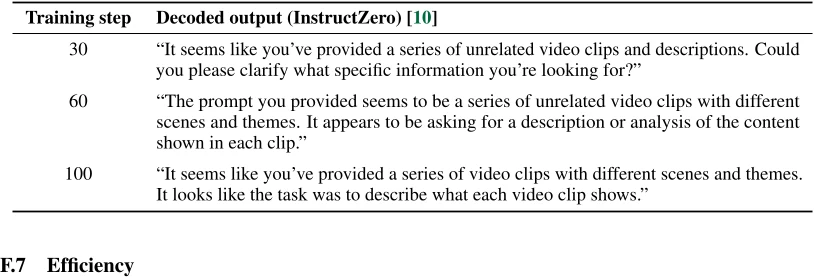 Training step Decoded output (InstructZero) [10]
30 “It seems like you’ve provided a series of unrelated video clips and descriptions. Could
you please clarify what specific information you’re looking for?”
60 “The prompt you provided seems to be a series of unrelated video clips with different
scenes and themes. It appears to be asking for a description or analysis of the content
shown in each clip.”
100 “It seems like you’ve provided a series of video clips with different scenes and themes.
It looks like the task was to describe what each video clip shows.”
F.7 Efficiency